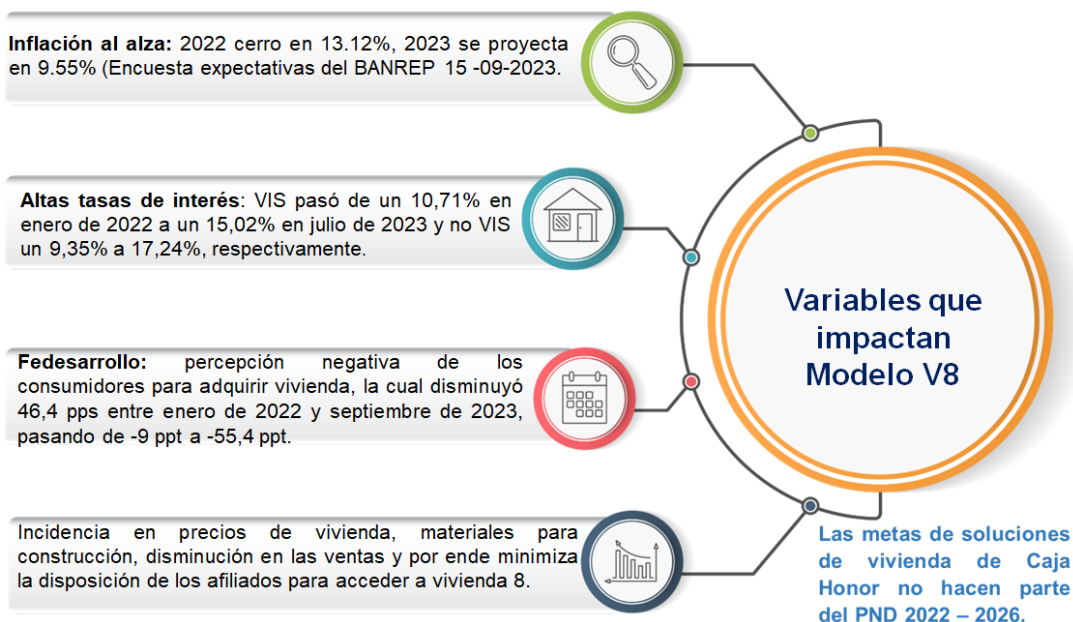 Inflación al alza: 2022 cerro en 13.12%, 2023 se proyecta
en 9.55% (Encuesta expectativas del BANREP 15 -09-2023.
Altas tasas de interés: VIS pasó de un 10,71% en
enero de 2022 a un 15,02% en julio de 2023 y no VIS
un 9,35% a 17,24%, respectivamente.
Fedesarrollo: percepción negativa de los
consumidores para adquirir vivienda, la cual disminuyó
46,4 pps entre enero de 2022 y septiembre de 2023,
pasando de -9 ppt a -55,4 ppt.
Incidencia en precios de vivienda, materiales para
construcción, disminución en las ventas y por ende minimiza
la disposición de los afiliados para acceder a vivienda 8.
Variables que
impactan
Modelo V8
Las metas de soluciones
de vivienda de Caja
Honor no hacen parte
del PND 2022 – 2026.